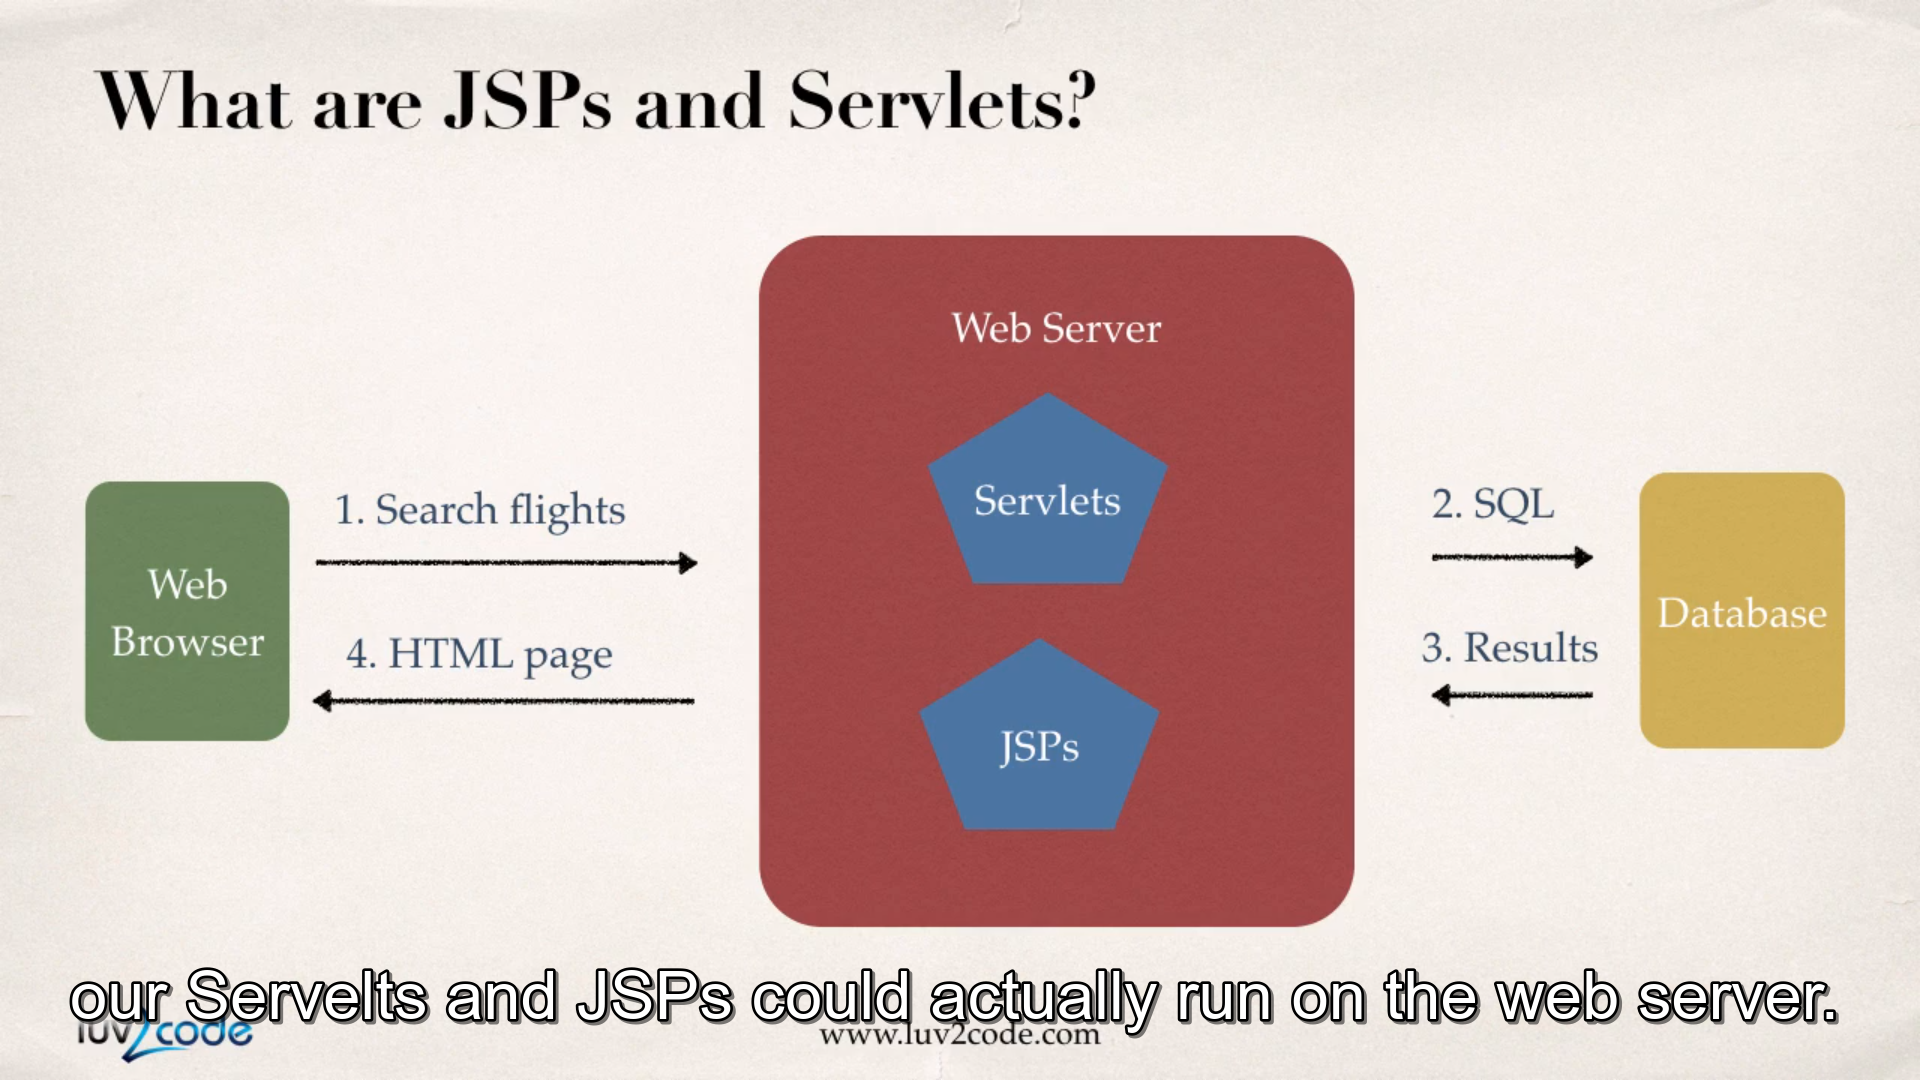 What are JSPs and Servlets?
Web Server
Servlets
1. Search flights
2. SQL
Web
Browser
Database
4. HTML page
3. Results
JSPs
our Servelts and JSPs could actually run on the web server.
luv2code
www.luv2code.com